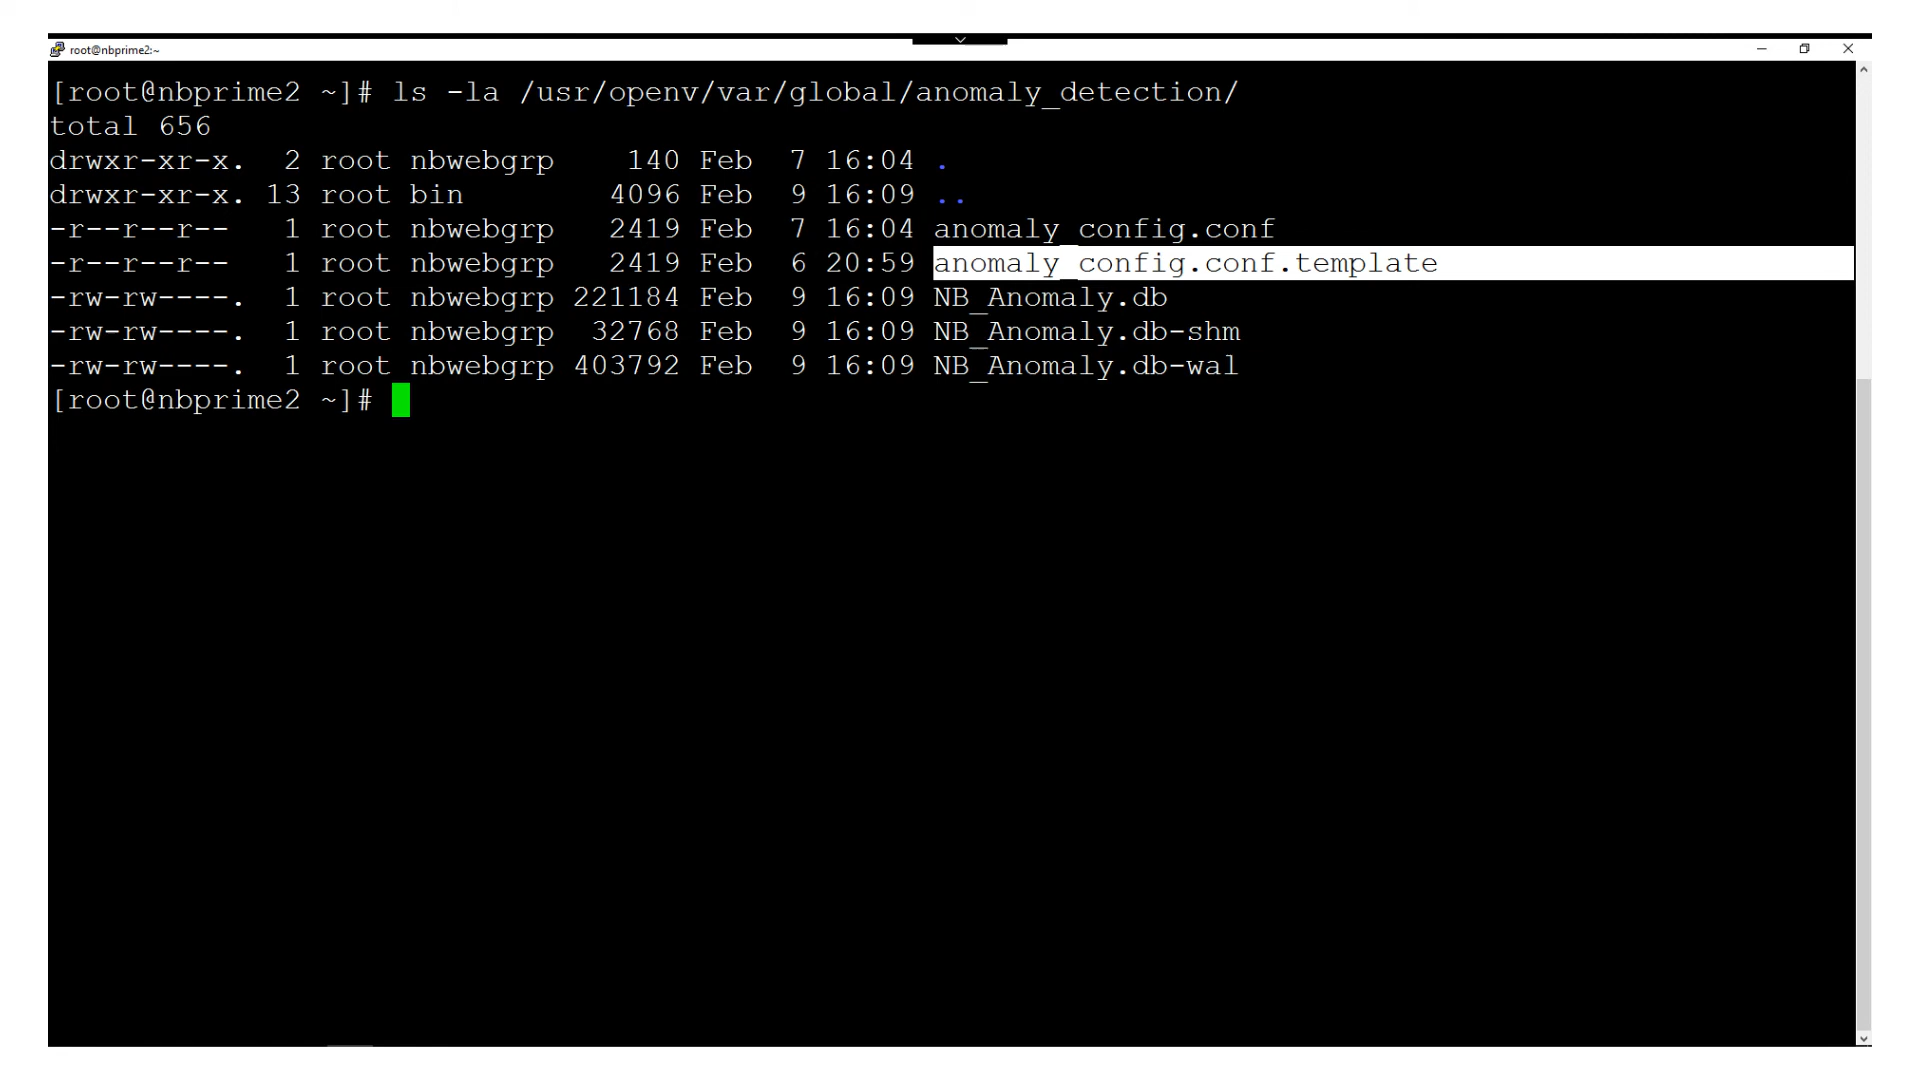 root@nbprime2:~
[root@nbprime2 ~]# ls -la /usr/openv/var/global/anomaly_detection/
total 656
drwxr-xr-x.  2 root nbwebgrp    140 Feb  7 16:04 .
drwxr-xr-x. 13 root bin        4096 Feb  9 16:09 ..
-r--r--r--   1 root nbwebgrp   2419 Feb  7 16:04 anomaly_config.conf
-r--r--r--   1 root nbwebgrp   2419 Feb  6 20:59 anomaly_config.conf.template
-rw-rw----.  1 root nbwebgrp 221184 Feb  9 16:09 NB_Anomaly.db
-rw-rw----.  1 root nbwebgrp  32768 Feb  9 16:09 NB_Anomaly.db-shm
-rw-rw----.  1 root nbwebgrp 403792 Feb  9 16:09 NB_Anomaly.db-wal
[root@nbprime2 ~]#